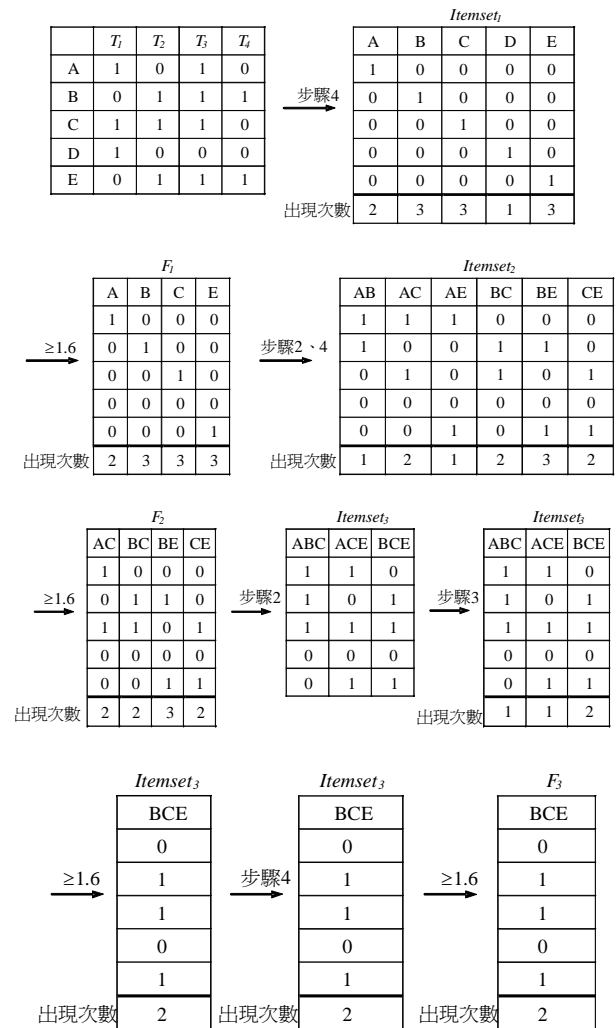 Itemset₁
T₁ T₂ T₃ T₄
A 1 0 1 0
B 0 1 1 1
C 1 1 1 0
D 1 0 0 0
E 0 1 1 1
步驟4
A B C D E
1 0 0 0 0
0 1 0 0 0
0 0 1 0 0
0 0 0 1 0
0 0 0 0 1
出現次數 2 3 3 1 3
≥1.6
F₁
A B C E
1 0 0 0
0 1 0 0
0 0 1 0
0 0 0 0
0 0 0 1
出現次數 2 3 3 3
步驟2、4
Itemset₂
AB AC AE BC BE CE
1 1 1 0 0 0
1 0 0 1 1 0
0 1 0 1 0 1
0 0 0 0 0 0
0 0 1 0 1 1
出現次數 1 2 1 2 3 2
≥1.6
F₂
AC BC BE CE
1 0 0 0
0 1 1 0
1 1 0 1
0 0 0 0
0 0 1 1
出現次數 2 2 3 2
步驟2
Itemset₃
ABC ACE BCE
1 1 0
1 0 1
1 1 1
0 0 0
0 1 1
步驟3
Itemset₃
ABC ACE BCE
1 1 0
1 0 1
1 1 1
0 0 0
0 1 1
出現次數 1 1 2
≥1.6
Itemset₃
BCE
0
1
1
0
1
出現次數 2
步驟4
Itemset₃
BCE
0
1
1
0
1
出現次數 2
≥1.6
F₃
BCE
0
1
1
0
1
出現次數 2